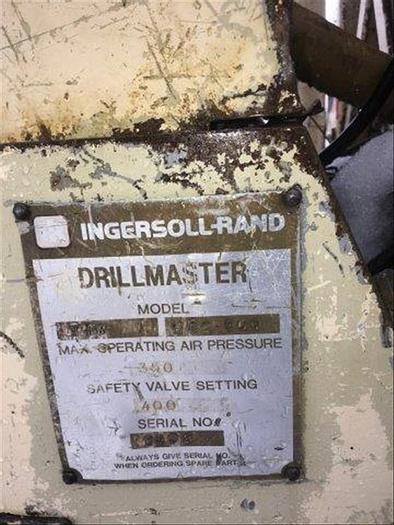 INGERSOLL-RAND
DRILLMASTER
MODEL
MAX. OPERATING AIR PRESSURE
350
SAFETY VALVE SETTING
400
SERIAL NO.
ALWAYS GIVE SERIAL NO.
WHEN ORDERING SPARE PARTS